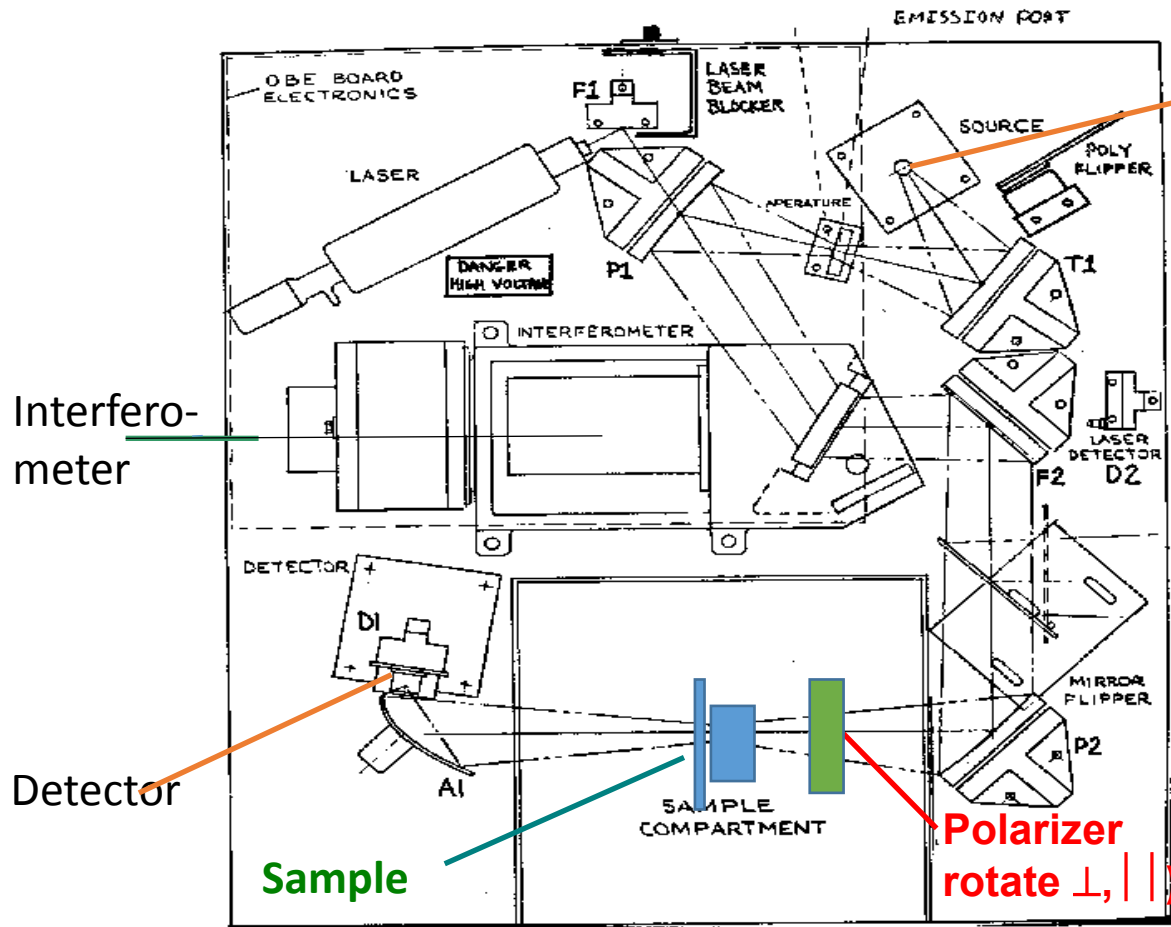 EMISSION PORT
OBE BOARD
ELECTRONICS
F1
LASER
BEAM
BLOCKER
SOURCE
POLY
FLIPPER
LASER
APERATURE
P1
T1
DANGER
HIGH VOLTAGE
INTERFEROMETER
Interfero-
meter
LASER
DETECTOR
D2
F2
DETECTOR
D1
MIRROR
FLIPPER
P2
A1
Detector
SAMPLE
COMPARTMENT
Sample
Polarizer
rotate ⊥, ||)